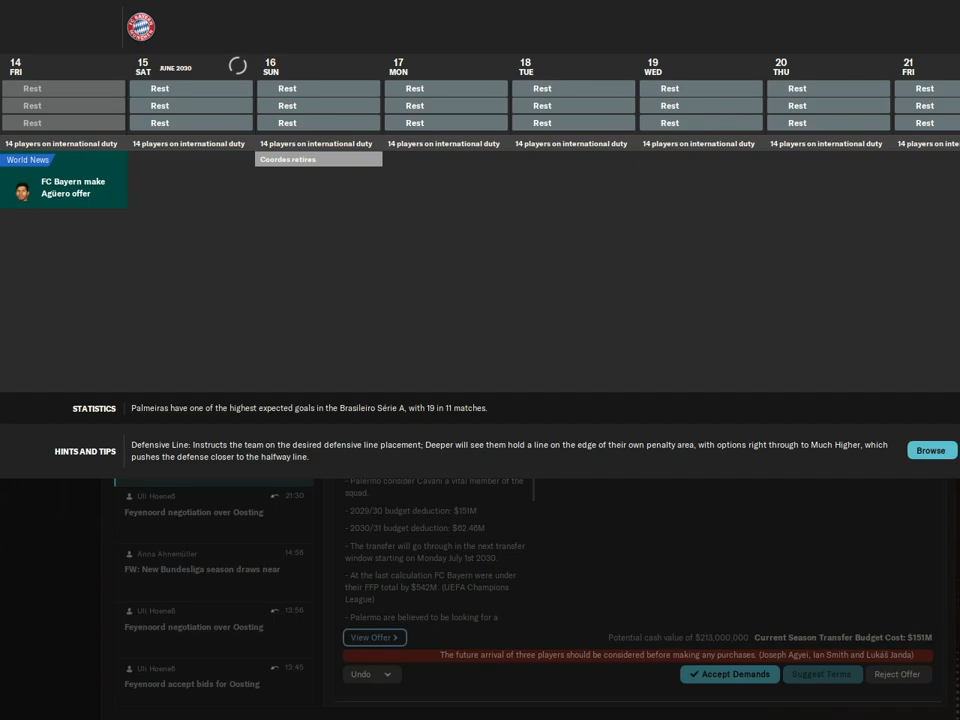 14
FRI
15
SAT JUNE 2030
16
SUN
17
MON
18
TUE
19
WED
20
THU
21
FRI
Rest Rest Rest Rest Rest Rest Rest Rest
Rest Rest Rest Rest Rest Rest Rest Rest
Rest Rest Rest Rest Rest Rest Rest Rest
14 players on international duty 14 players on international duty 14 players on international duty 14 players on international duty 14 players on international duty 14 players on international duty 14 players on international duty 14 players on inte
World News
Coordes retires
FC Bayern make
Agüero offer
STATISTICS Palmeiras have one of the highest expected goals in the Brasileiro Série A, with 19 in 11 matches.
HINTS AND TIPS
Defensive Line: Instructs the team on the desired defensive line placement; Deeper will see them hold a line on the edge of their own penalty area, with options right through to Much Higher, which
pushes the defense closer to the halfway line.
Browse
Uli Hoeneß 21:30
Feyenoord negotiation over Oosting
Anna Annemüller 14:56
FW: New Bundesliga season draws near
Uli Hoeneß 13:56
Feyenoord negotiation over Oosting
Uli Hoeneß 13:45
Feyenoord accept bids for Oosting
- Palermo consider Cavani a vital member of the
squad.
- 2029/30 budget deduction: $151M
- 2030/31 budget deduction: $62.46M
- The transfer will go through in the next transfer
window starting on Monday July 1st 2030.
- At the last calculation FC Bayern were under
their FFP total by $542M. (UEFA Champions
League)
- Palermo are believed to be looking for a
View Offer
Potential cash value of $213,000,000 Current Season Transfer Budget Cost: $151M
The future arrival of three players should be considered before making any purchases. (Joseph Agyei, Ian Smith and Lukáš Janda)
Undo
Accept Demands
Suggest Terms
Reject Offer